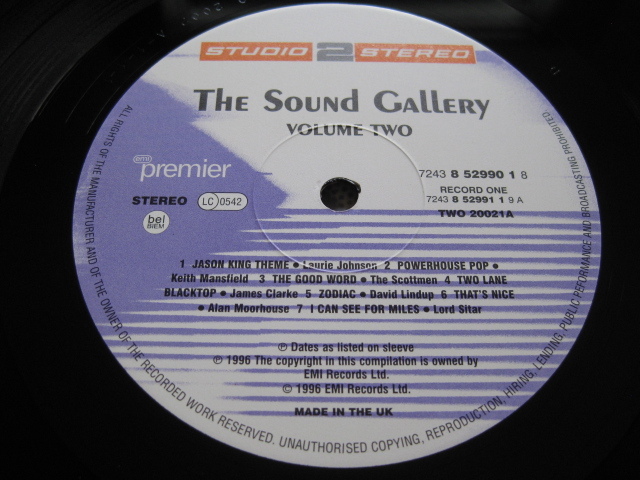 STUDIO 2 STEREO
The Sound Gallery
VOLUME TWO
emi
premier
STEREO LC 0542
bel
BIEM
7243 8 52990 1 8
RECORD ONE
7243 8 52991 1 9 A
TWO 20021A
1 JASON KING THEME • Laurie Johnson 2 POWERHOUSE POP •
Keith Mansfield 3 THE GOOD WORD • The Scottmen 4 TWO LANE
BLACKTOP • James Clarke 5 ZODIAC • David Lindup 6 THAT'S NICE
• Alan Moorhouse 7 I CAN SEE FOR MILES • Lord Sitar
℗ Dates as listed on sleeve
℗ 1996 The copyright in this compilation is owned by
EMI Records Ltd.
© 1996 EMI Records Ltd.
MADE IN THE UK
ALL RIGHTS OF THE MANUFACTURER AND OF THE OWNER OF THE RECORDED WORK RESERVED. UNAUTHORISED COPYING, REPRODUCTION, HIRING, LENDING, PUBLIC PERFORMANCE AND BROADCASTING PROHIBITED.